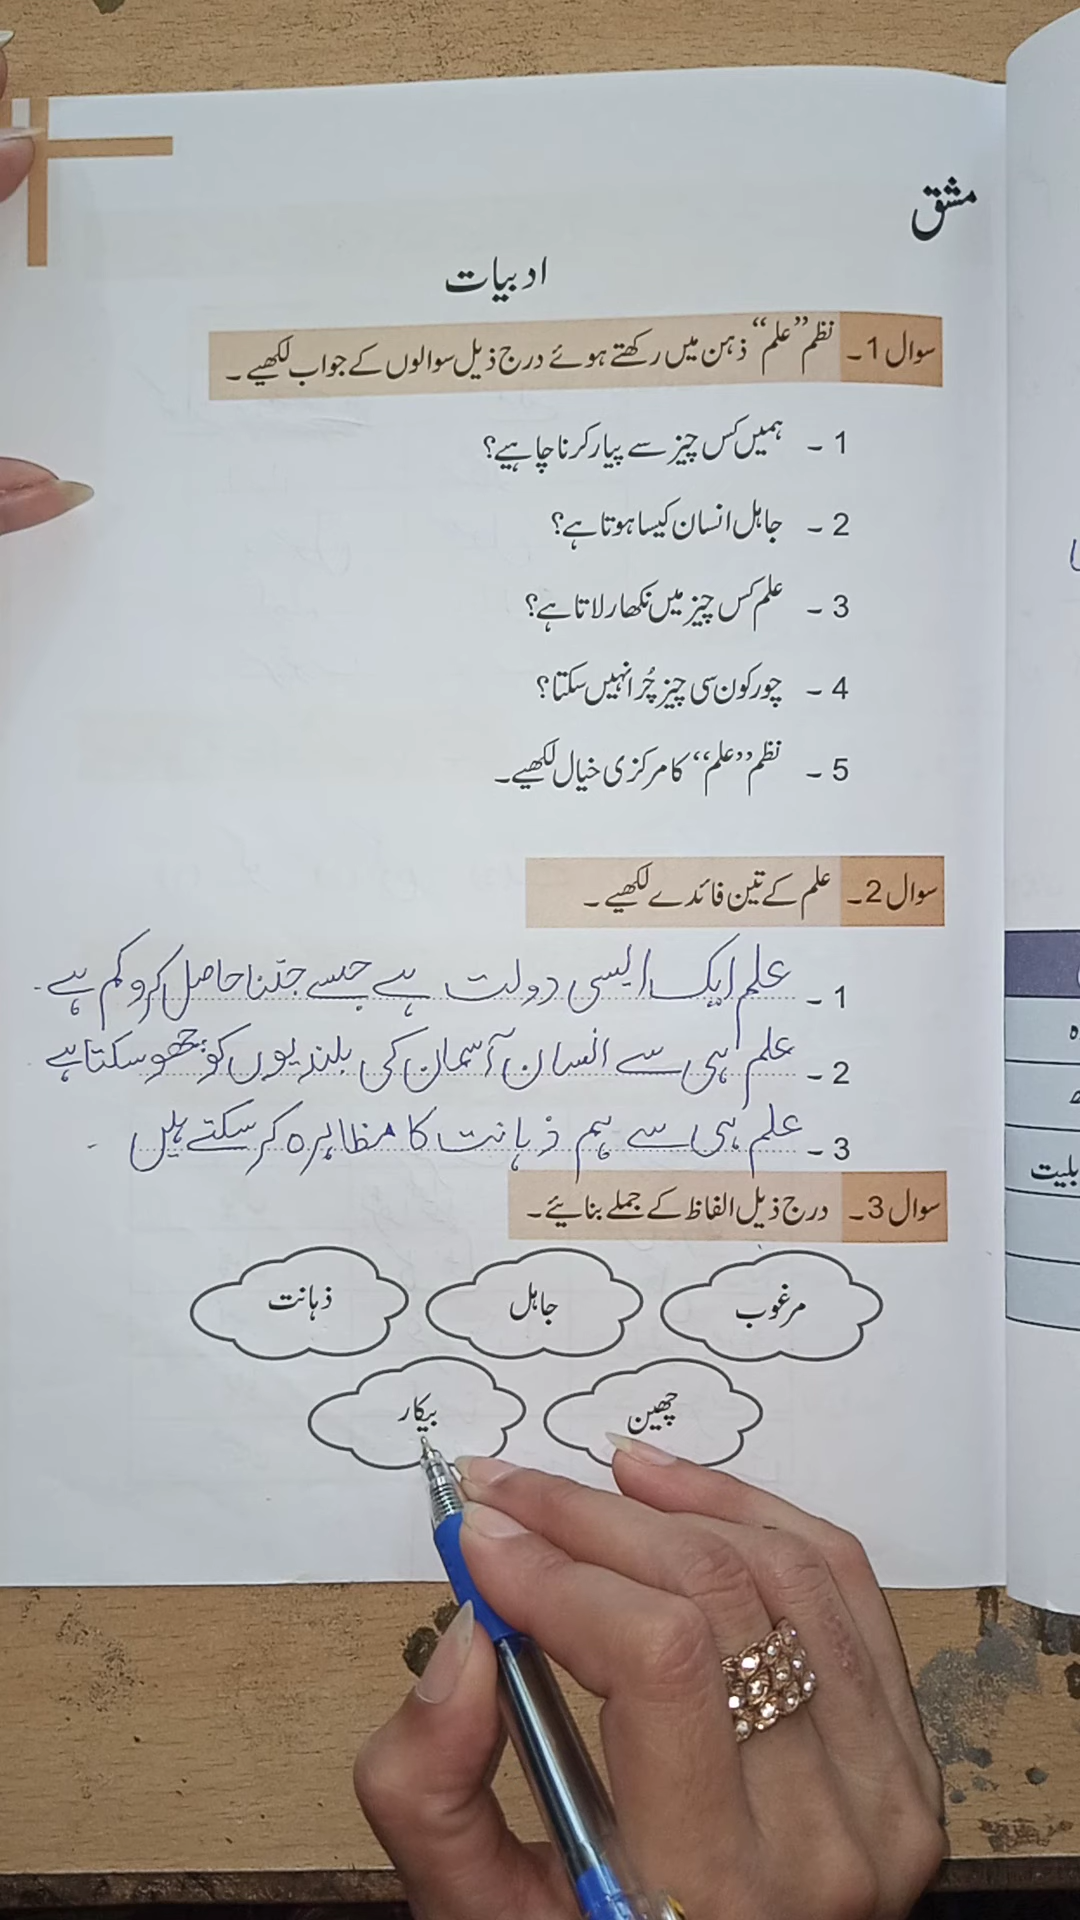 مشق
ادبیات
سوال 1۔ نظم ”علم“ ذہن میں رکھتے ہوئے درج ذیل سوالوں کے جواب لکھیے۔
1 ۔ ہمیں کس چیز سے پیار کرنا چاہیے؟
2 ۔ جاہل انسان کیسا ہوتا ہے؟
3 ۔ علم کس چیز میں نکھار لاتا ہے؟
4 ۔ چور کون سی چیز چُرا نہیں سکتا؟
5 ۔ نظم ”علم“ کا مرکزی خیال لکھیے۔
سوال 2۔ علم کے تین فائدے لکھیے۔
1 ۔ علم ایک ایسی دولت ہے جسے جتنا حاصل کرو کم ہے۔
2 ۔ علم ہی سے انسان آسمان کی بلندیوں کو چھو سکتا ہے
3 ۔ علم ہی سے ہم ذہانت کا مظاہرہ کر سکتے ہیں ۔
سوال 3۔ درج ذیل الفاظ کے جملے بنائیے۔
مرغوب جاہل ذہانت
چھین بیکار